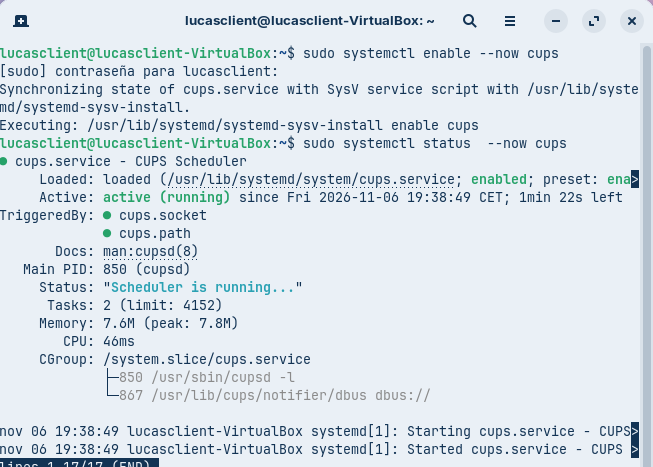 lucasclient@lucasclient-VirtualBox: ~
lucasclient@lucasclient-VirtualBox:~$ sudo systemctl enable --now cups
[sudo] contraseña para lucasclient:
Synchronizing state of cups.service with SysV service script with /usr/lib/syste
md/systemd-sysv-install.
Executing: /usr/lib/systemd/systemd-sysv-install enable cups
lucasclient@lucasclient-VirtualBox:~$ sudo systemctl status  --now cups
● cups.service - CUPS Scheduler
     Loaded: loaded (/usr/lib/systemd/system/cups.service; enabled; preset: ena>
     Active: active (running) since Fri 2026-11-06 19:38:49 CET; 1min 22s left
TriggeredBy: ● cups.socket
             ● cups.path
       Docs: man:cupsd(8)
   Main PID: 850 (cupsd)
     Status: "Scheduler is running..."
      Tasks: 2 (limit: 4152)
     Memory: 7.6M (peak: 7.8M)
        CPU: 46ms
     CGroup: /system.slice/cups.service
             ├─850 /usr/sbin/cupsd -l
             └─867 /usr/lib/cups/notifier/dbus dbus://
nov 06 19:38:49 lucasclient-VirtualBox systemd[1]: Starting cups.service - CUPS>
nov 06 19:38:49 lucasclient-VirtualBox systemd[1]: Started cups.service - CUPS >
lines 1-17/17 (END)